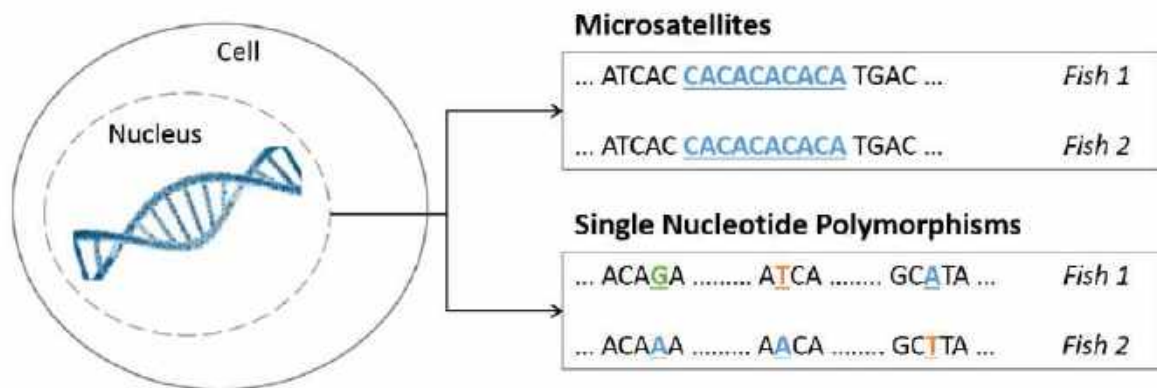 Cell
Nucleus
Microsatellites
... ATCAC CACACACACA TGAC ... Fish 1
... ATCAC CACACACACA TGAC ... Fish 2
Single Nucleotide Polymorphisms
... ACAGA ......... ATCA ........ GCATA ... Fish 1
... ACAAA ......... AACA ........ GCTTA ... Fish 2